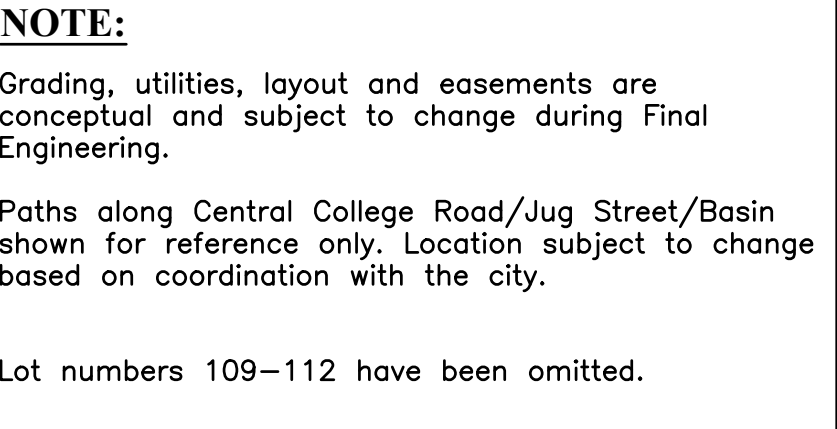 NOTE:
Grading, utilities, layout and easements are
conceptual and subject to change during Final
Engineering.
Paths along Central College Road/Jug Street/Basin
shown for reference only. Location subject to change
based on coordination with the city.
Lot numbers 109–112 have been omitted.